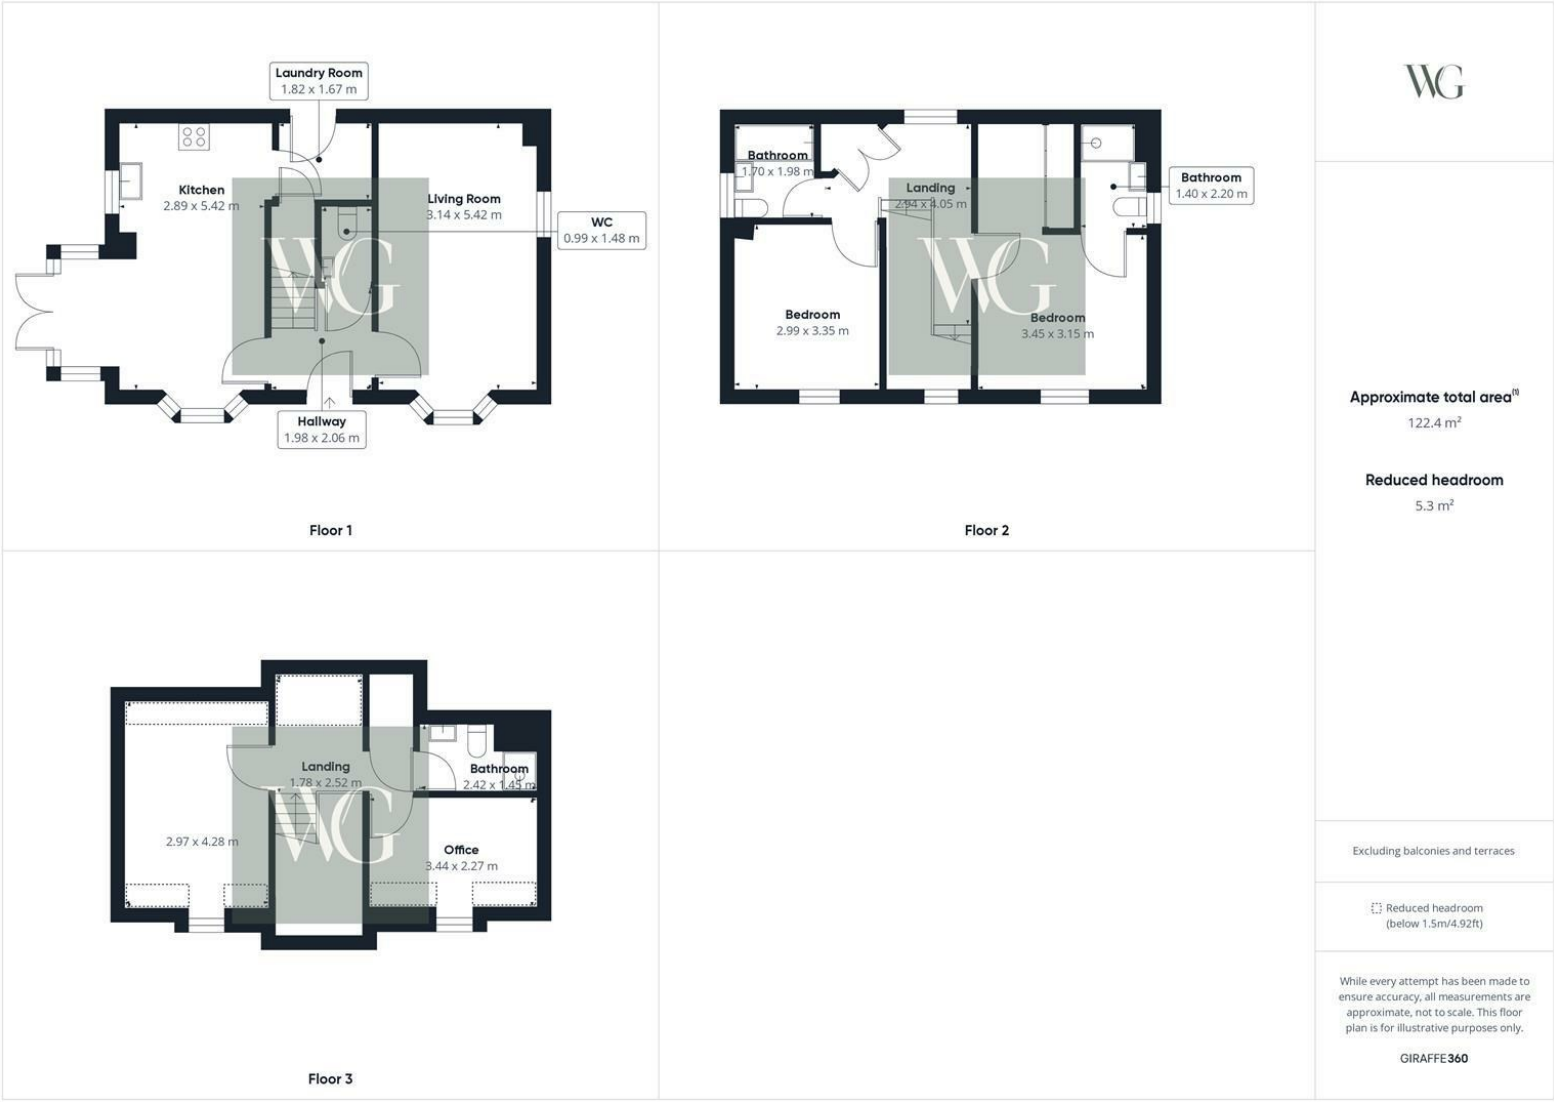 Laundry Room
1.82 x 1.67 m
Kitchen
2.89 x 5.42 m
Living Room
3.14 x 5.42 m
WC
0.99 x 1.48 m
WG
Hallway
1.98 x 2.06 m
Floor 1
Bathroom
1.70 x 1.98 m
Landing
2.94 x 4.05 m
Bathroom
1.40 x 2.20 m
WG
Bedroom
2.99 x 3.35 m
Bedroom
3.45 x 3.15 m
Floor 2
Landing
1.78 x 2.52 m
Bathroom
2.42 x 1.45 m
WG
2.97 x 4.28 m
Office
3.44 x 2.27 m
Floor 3
WG
Approximate total area(1)
122.4 m²
Reduced headroom
5.3 m²
Excluding balconies and terraces
Reduced headroom
(below 1.5m/4.92ft)
While every attempt has been made to
ensure accuracy, all measurements are
approximate, not to scale. This floor
plan is for illustrative purposes only.
GIRAFFE360